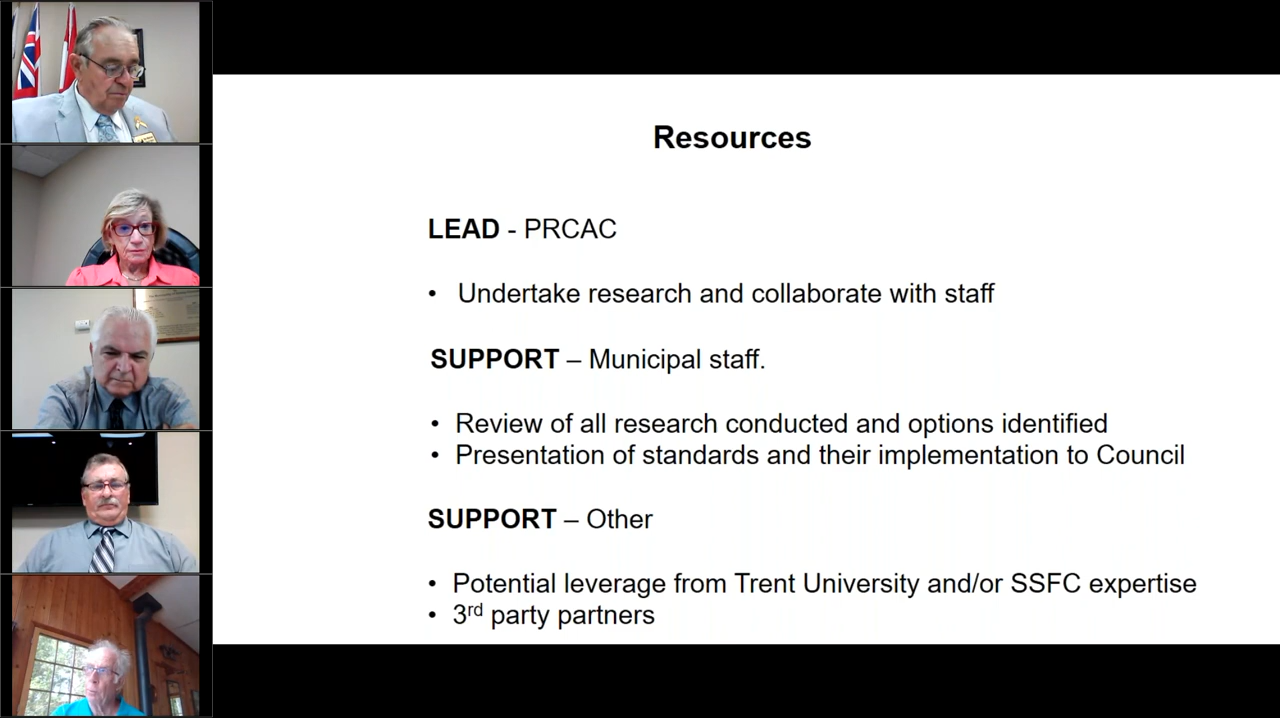 Resources
LEAD - PRCAC
• Undertake research and collaborate with staff
SUPPORT – Municipal staff.
• Review of all research conducted and options identified
• Presentation of standards and their implementation to Council
SUPPORT – Other
• Potential leverage from Trent University and/or SSFC expertise
• 3rd party partners